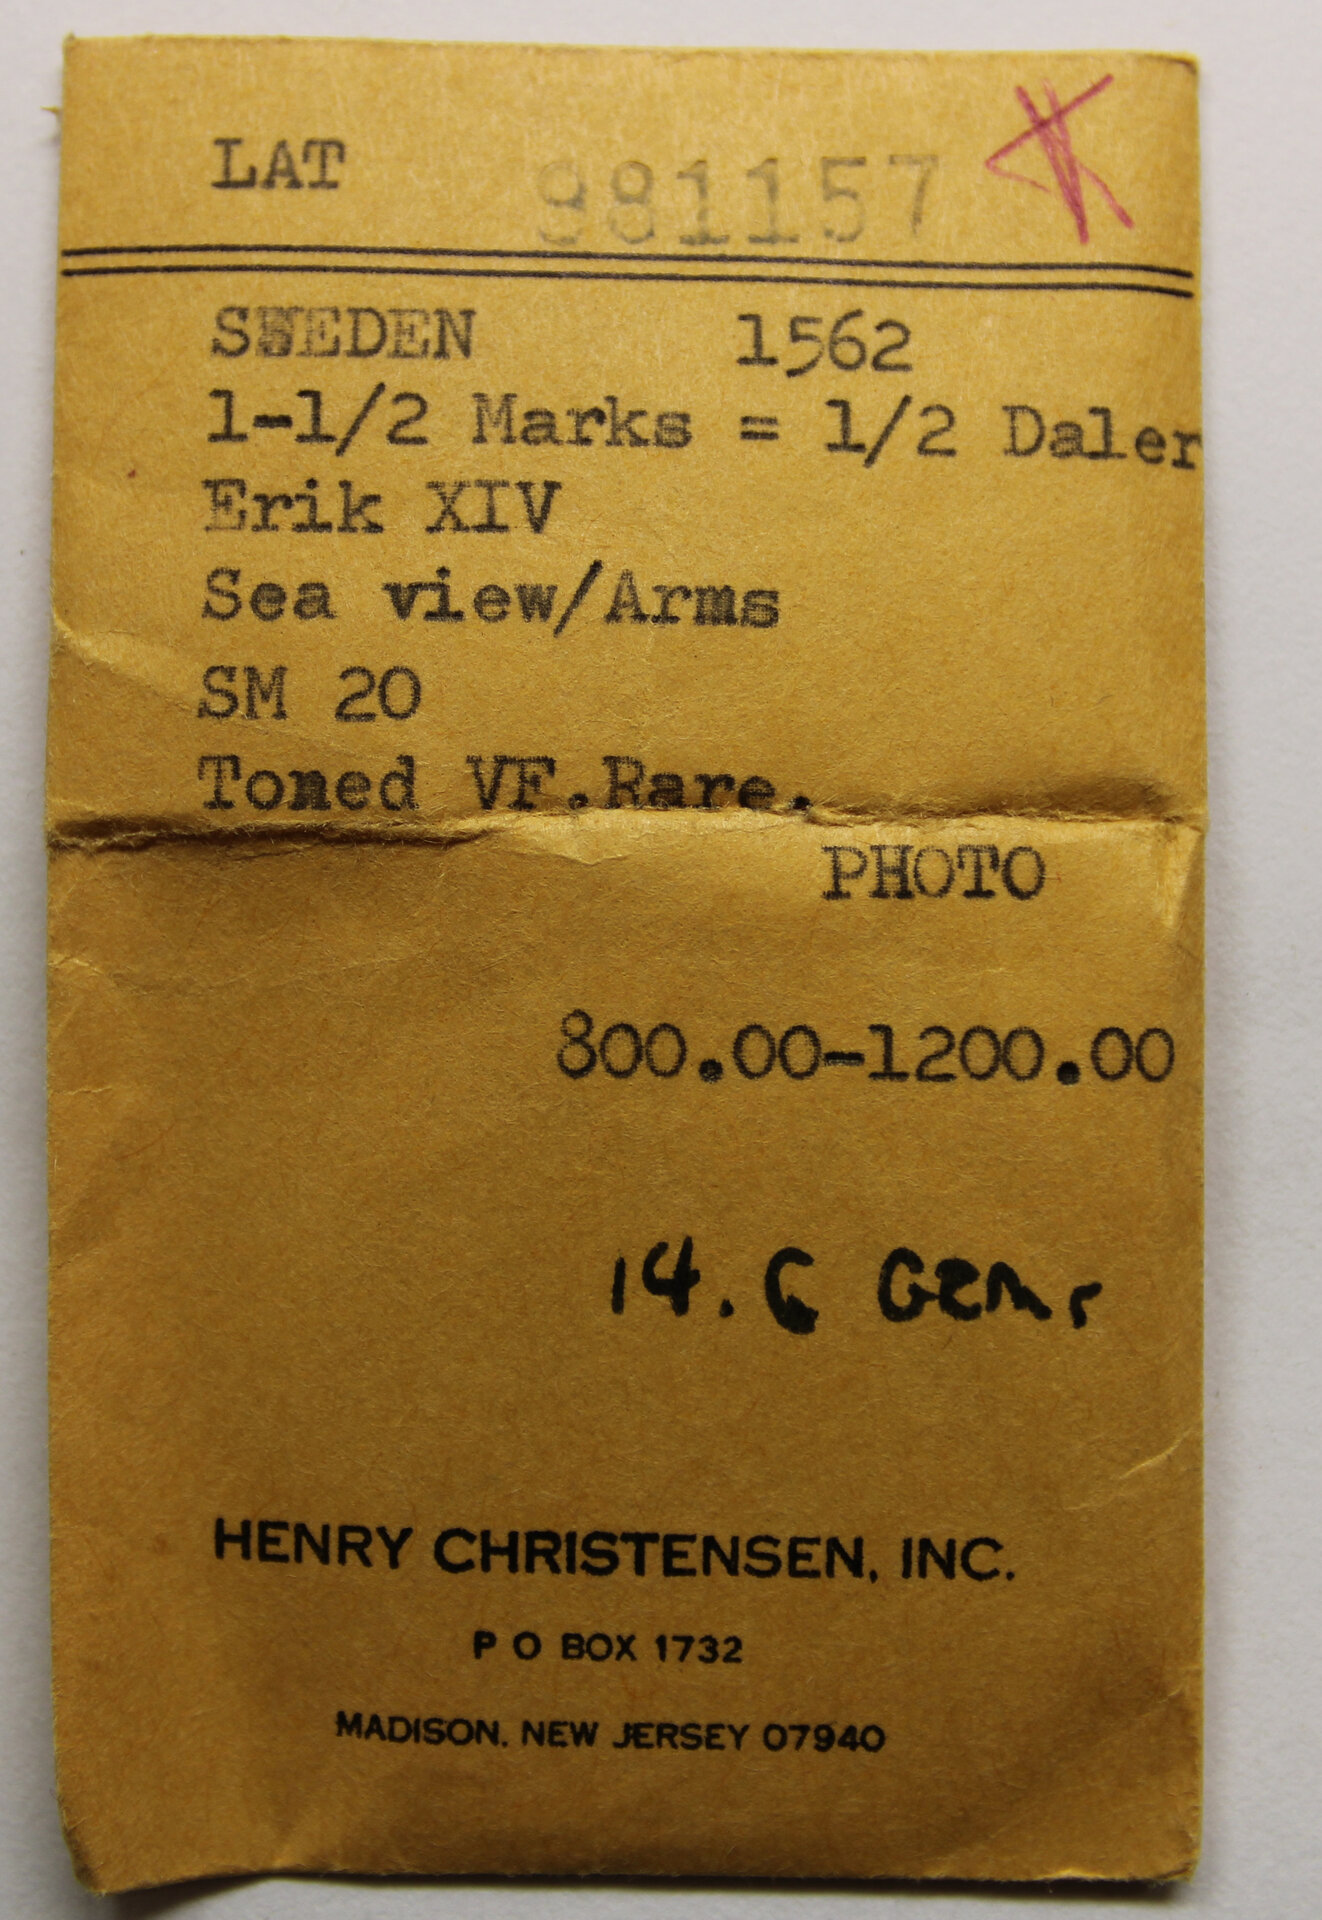 LAT 981157
SWEDEN 1562
1-1/2 Marks = 1/2 Daler
Erik XIV
Sea view/Arms
SM 20
Toned VF.Rare.
PHOTO
800.00-1200.00
14.6 Grm.
HENRY CHRISTENSEN, INC.
P O BOX 1732
MADISON, NEW JERSEY 07940